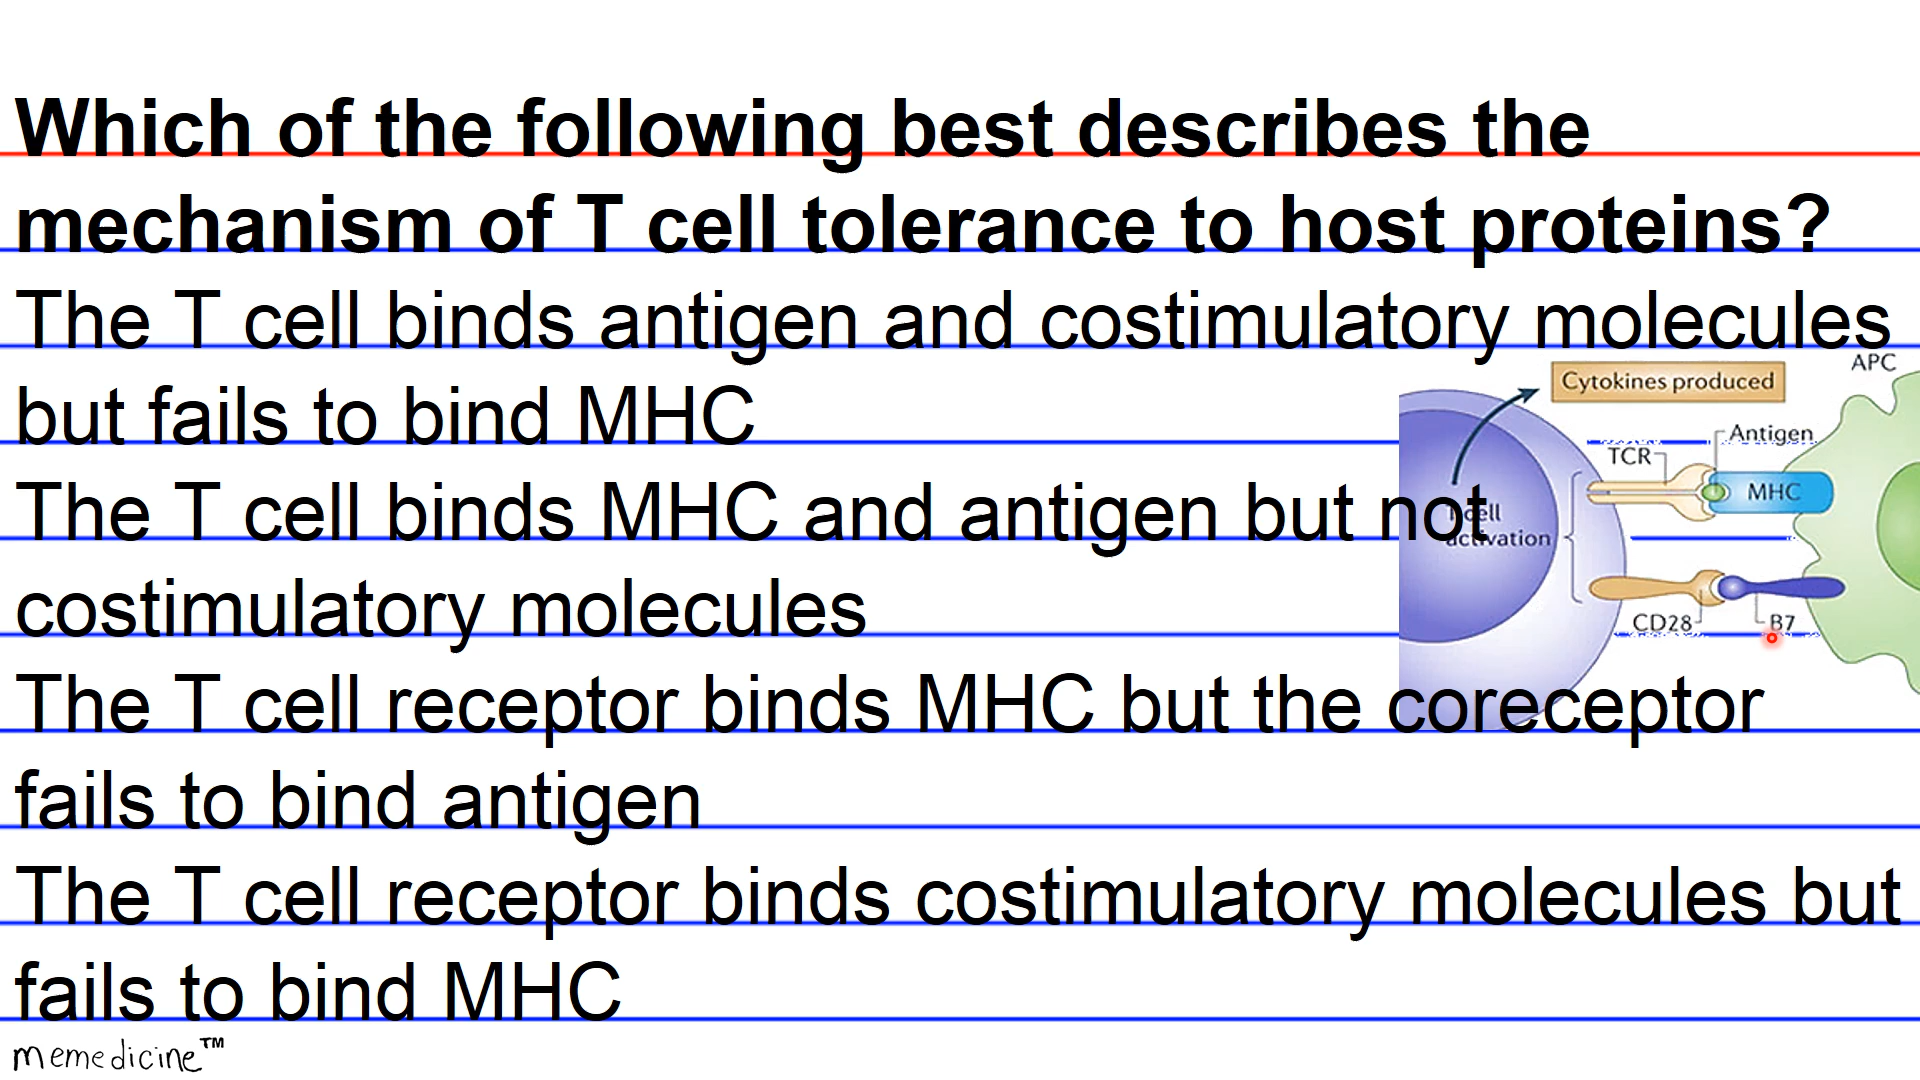 Which of the following best describes the
mechanism of T cell tolerance to host proteins?
The T cell binds antigen and costimulatory molecules
but fails to bind MHC
The T cell binds MHC and antigen but not
costimulatory molecules
The T cell receptor binds MHC but the coreceptor
fails to bind antigen
The T cell receptor binds costimulatory molecules but
fails to bind MHC
APC
Cytokines produced
Antigen
TCR
MHC
T cell
activation
CD28
B7
memedicine™